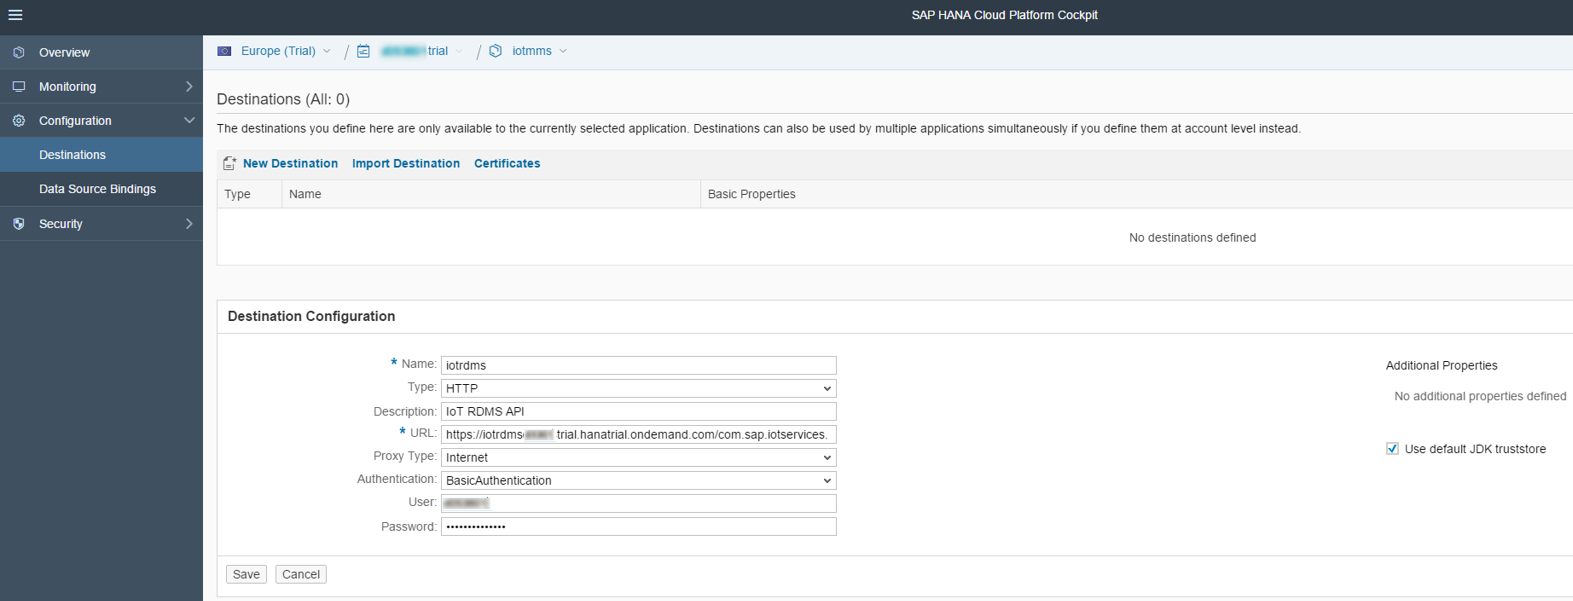 SAP HANA Cloud Platform Cockpit
Overview
Monitoring
Configuration
Destinations
Data Source Bindings
Security
Europe (Trial) / trial / iotmms
Destinations (All: 0)
The destinations you define here are only available to the currently selected application. Destinations can also be used by multiple applications simultaneously if you define them at account level instead.
New Destination Import Destination Certificates
Type Name Basic Properties
No destinations defined
Destination Configuration
* Name: iotrdms
Type: HTTP
Description: IoT RDMS API
* URL: https://iotrdms trial.hanatrial.ondemand.com/com.sap.iotservices.
Proxy Type: Internet
Authentication: BasicAuthentication
User:
Password: ••••••••••••••
Additional Properties
No additional properties defined
Use default JDK truststore
Save Cancel